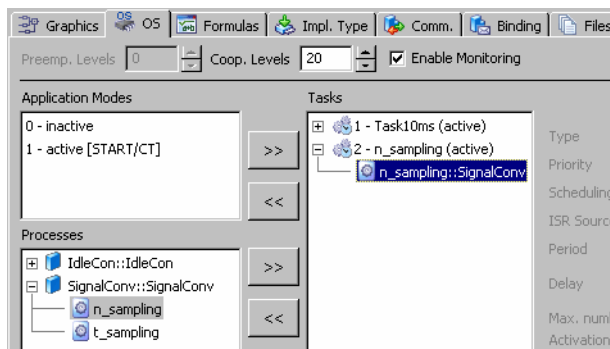 Graphics OS Formulas Impl. Type Comm. Binding Files
Preemp. Levels 0 Coop. Levels 20 Enable Monitoring
Application Modes
0 - inactive
1 - active [START/CT]
>>
<<
Processes
IdleCon::IdleCon
SignalConv::SignalConv
n_sampling
t_sampling
>>
<<
Tasks
1 - Task10ms (active)
2 - n_sampling (active)
n_sampling::SignalConv
Type
Priority
Scheduling
ISR Sourc
Period
Delay
Max. num
Activation